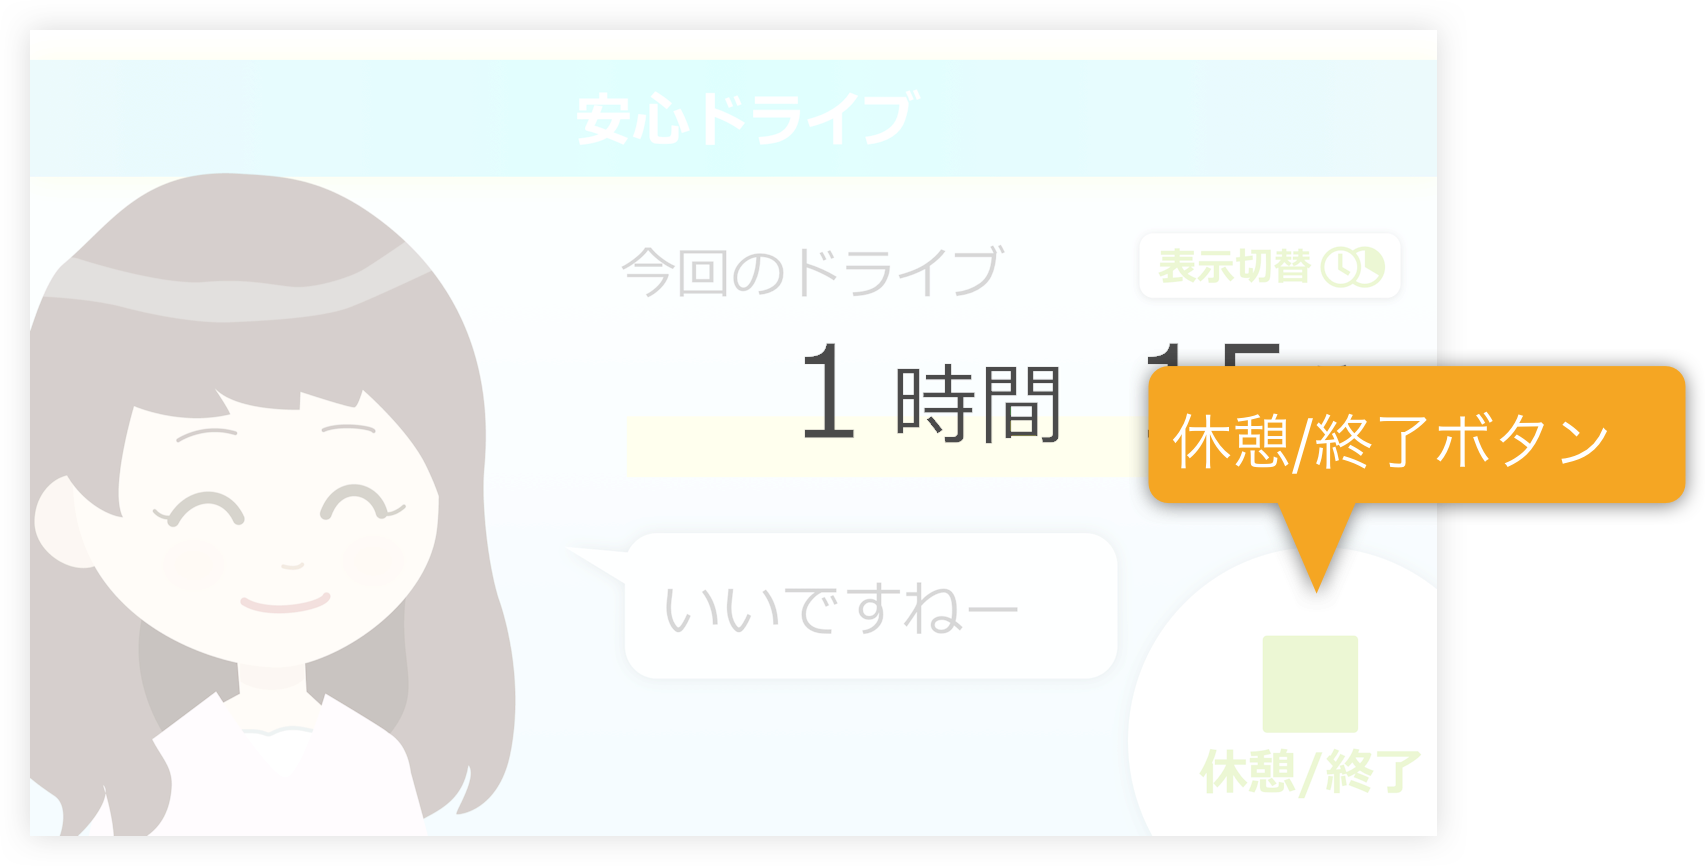 安心ドライブ
今回のドライブ
表示切替
1 時間
休憩/終了ボタン
いいですねー
休憩/終了